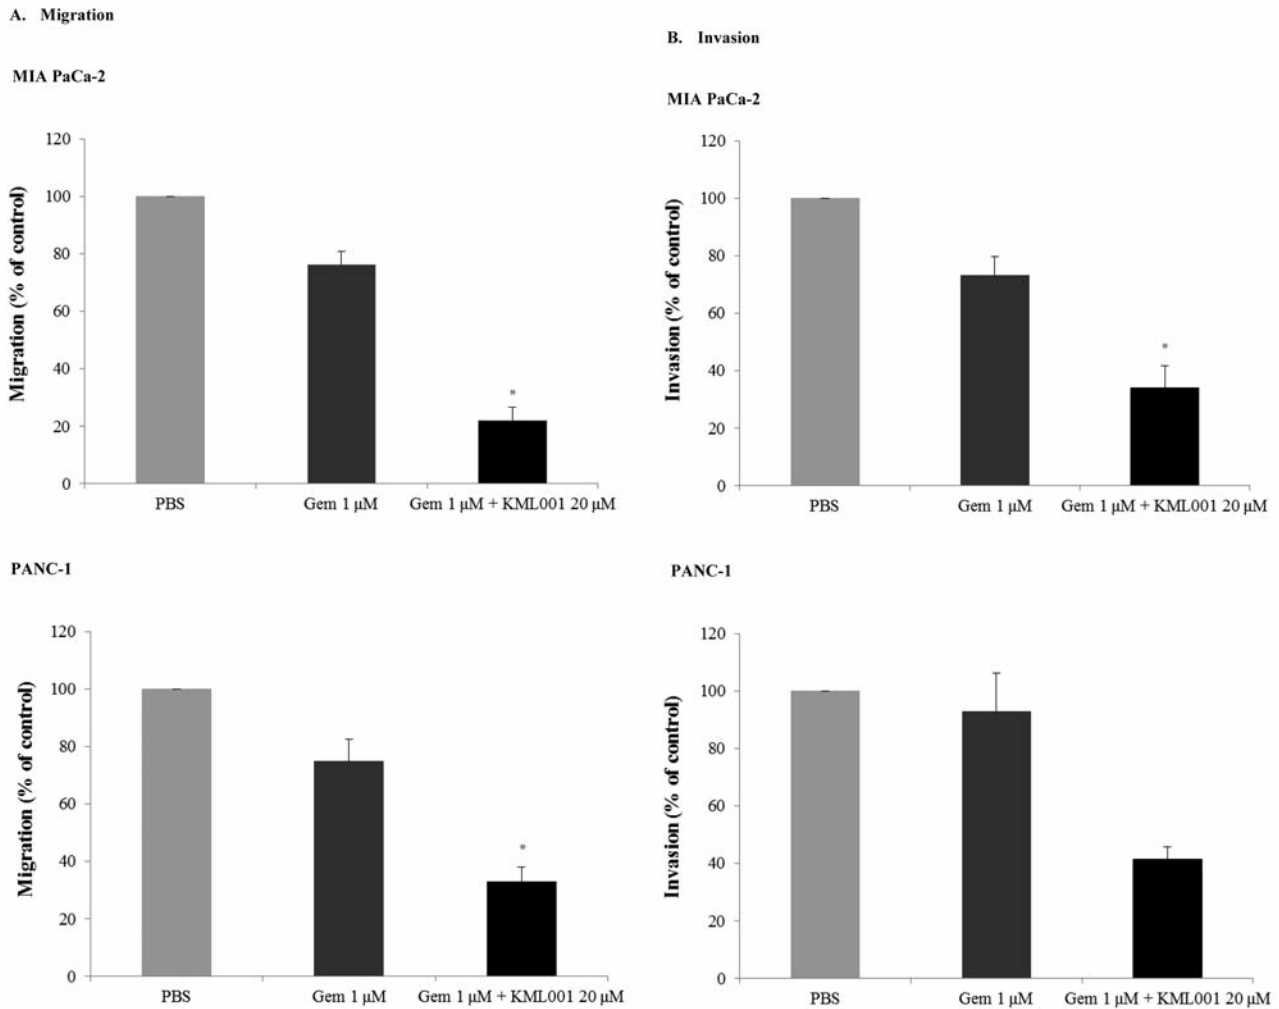 A. Migration
MIA PaCa-2
Migration (% of control)
120
100
80
60
40
20
0
*
PBS
Gem 1 μM
Gem 1 μM + KML001 20 μM
B. Invasion
MIA PaCa-2
Invasion (% of control)
120
100
80
60
40
20
0
*
PBS
Gem 1 μM
Gem 1 μM + KML001 20 μM
PANC-1
Migration (% of control)
120
100
80
60
40
20
0
*
PBS
Gem 1 μM
Gem 1 μM + KML001 20 μM
PANC-1
Invasion (% of control)
120
100
80
60
40
20
0
PBS
Gem 1 μM
Gem 1 μM + KML001 20 μM